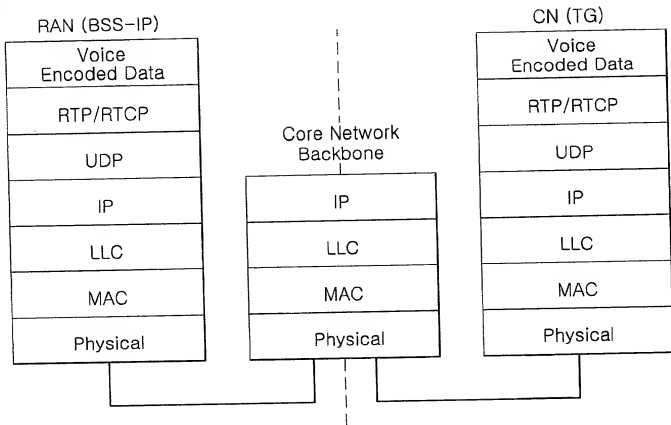 RAN (BSS-IP)
Voice
Encoded Data
RTP/RTCP
UDP
IP
LLC
MAC
Physical
Core Network
Backbone
IP
LLC
MAC
Physical
CN (TG)
Voice
Encoded Data
RTP/RTCP
UDP
IP
LLC
MAC
Physical